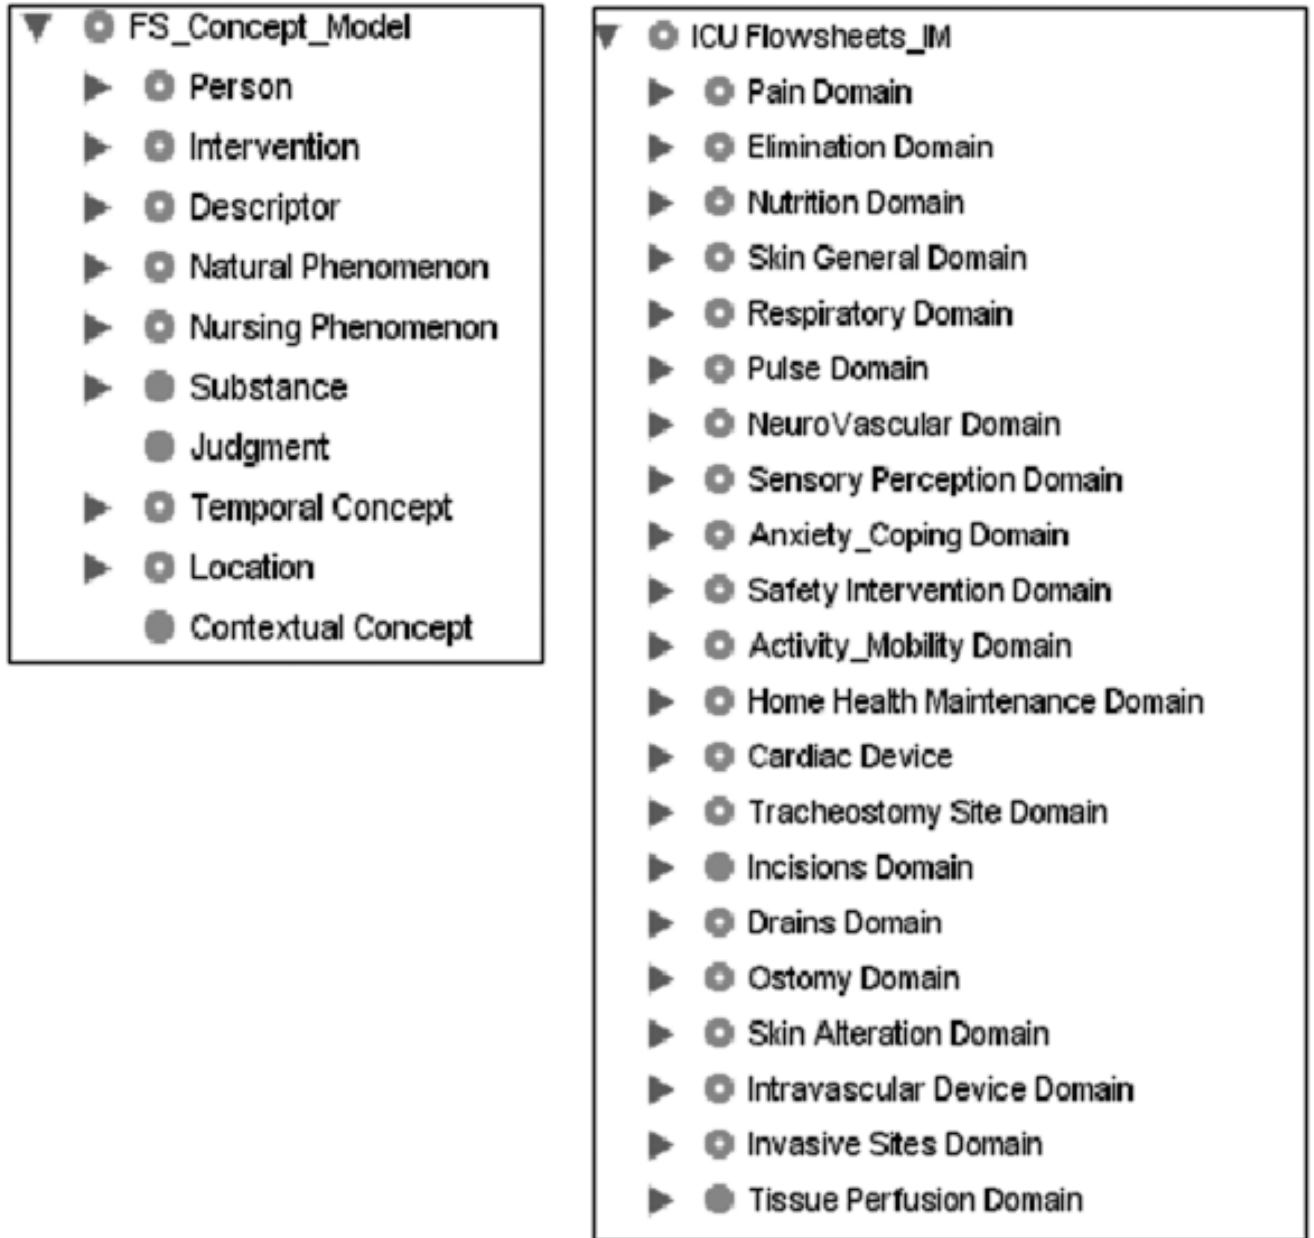 FS_Concept_Model
Person
Intervention
Descriptor
Natural Phenomenon
Nursing Phenomenon
Substance
Judgment
Temporal Concept
Location
Contextual Concept
ICU Flowsheets_IM
Pain Domain
Elimination Domain
Nutrition Domain
Skin General Domain
Respiratory Domain
Pulse Domain
NeuroVascular Domain
Sensory Perception Domain
Anxiety_Coping Domain
Safety Intervention Domain
Activity_Mobility Domain
Home Health Maintenance Domain
Cardiac Device
Tracheostomy Site Domain
Incisions Domain
Drains Domain
Ostomy Domain
Skin Alteration Domain
Intravascular Device Domain
Invasive Sites Domain
Tissue Perfusion Domain